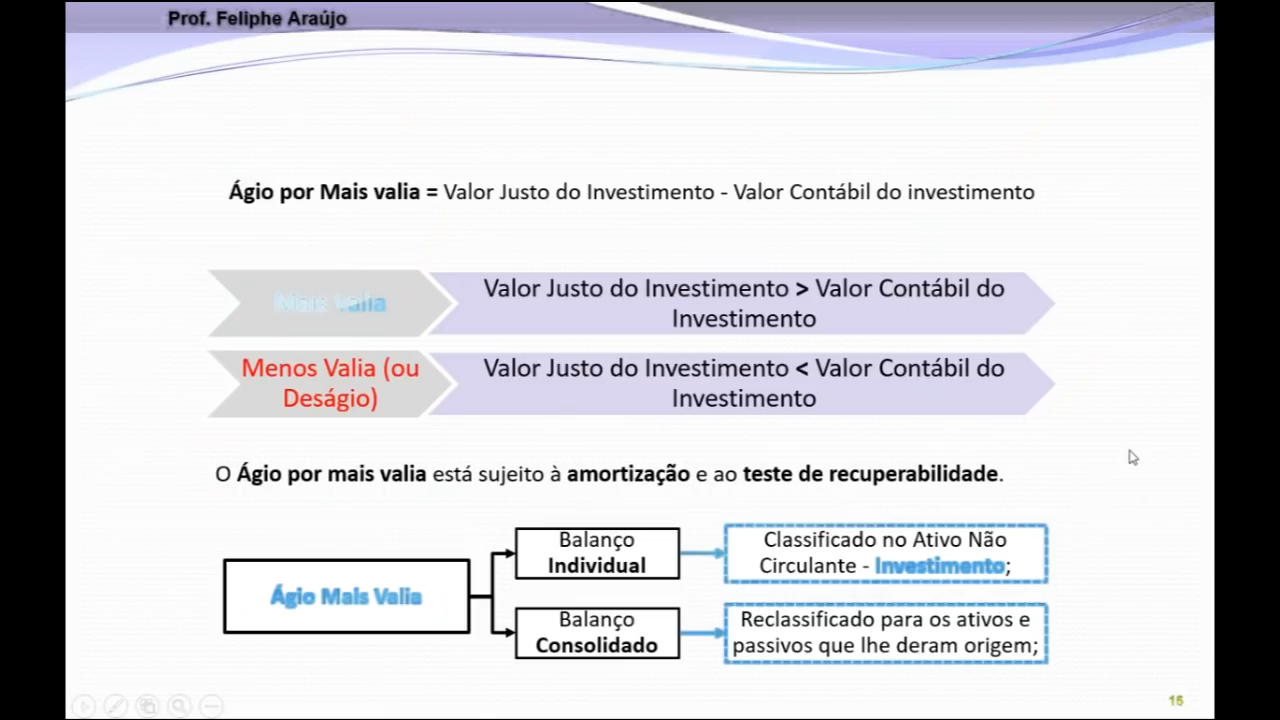 Prof. Feliphe Araújo
Ágio por Mais valia = Valor Justo do Investimento - Valor Contábil do investimento
Mais Valia
Valor Justo do Investimento > Valor Contábil do
Investimento
Menos Valia (ou
Deságio)
Valor Justo do Investimento < Valor Contábil do
Investimento
O Ágio por mais valia está sujeito à amortização e ao teste de recuperabilidade.
Ágio Mais Valia
Balanço
Individual
Classificado no Ativo Não
Circulante - Investimento;
Balanço
Consolidado
Reclassificado para os ativos e
passivos que lhe deram origem;
15